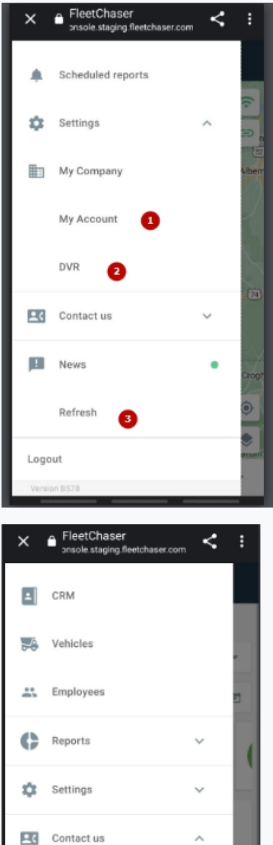 FleetChaser
onsole.staging.fleetchaser.com
Scheduled reports
Settings
My Company
My Account 1
DVR 2
Contact us
News
Refresh 3
Logout
Version 8578
24
FleetChaser
onsole.staging.fleetchaser.com
CRM
Vehicles
Employees
Reports
Settings
Contact us